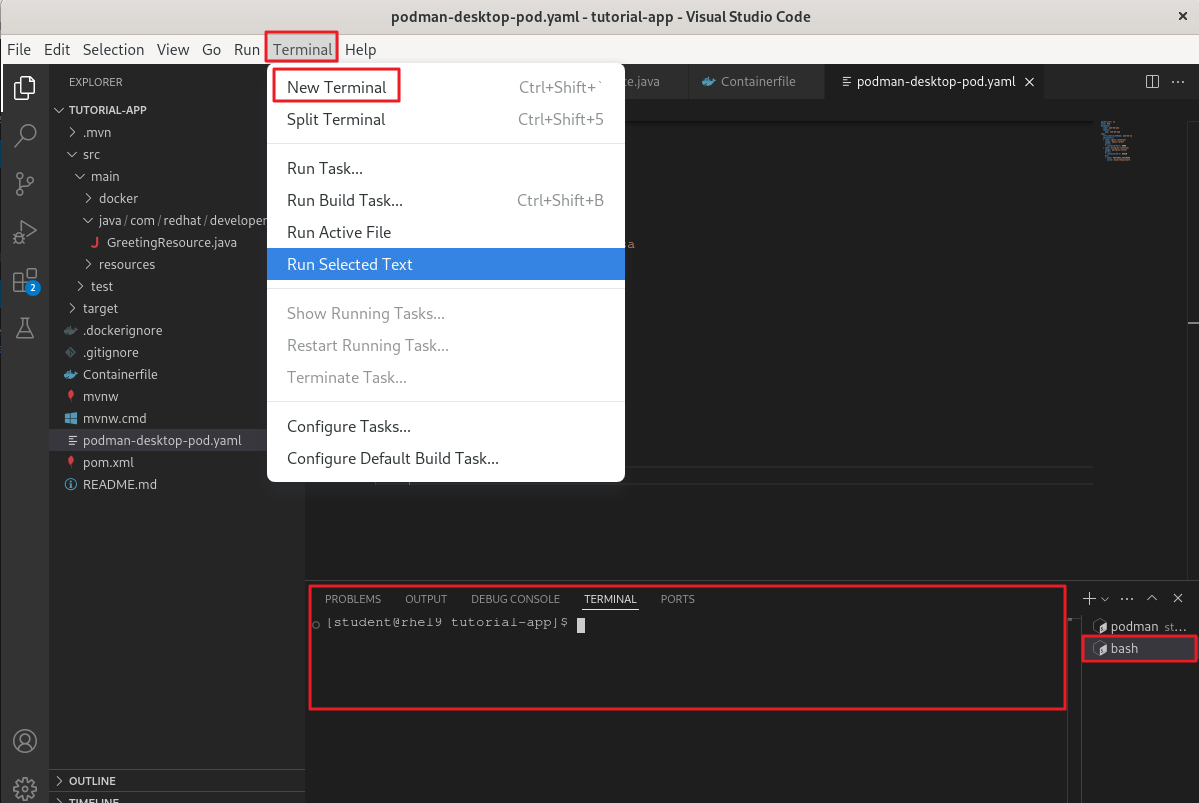 podman-desktop-pod.yaml - tutorial-app - Visual Studio Code
File Edit Selection View Go Run Terminal Help
EXPLORER
TUTORIAL-APP
.mvn
src
main
docker
java / com / redhat / developer
GreetingResource.java
resources
test
target
.dockerignore
.gitignore
Containerfile
mvnw
mvnw.cmd
podman-desktop-pod.yaml
pom.xml
README.md
OUTLINE
TIMELINE
2
New Terminal Ctrl+Shift+`
Split Terminal Ctrl+Shift+5
Run Task...
Run Build Task... Ctrl+Shift+B
Run Active File
Run Selected Text
Show Running Tasks...
Restart Running Task...
Terminate Task...
Configure Tasks...
Configure Default Build Task...
ce.java Containerfile podman-desktop-pod.yaml
PROBLEMS OUTPUT DEBUG CONSOLE TERMINAL PORTS
[student@rhel9 tutorial-app]$
podman st...
bash